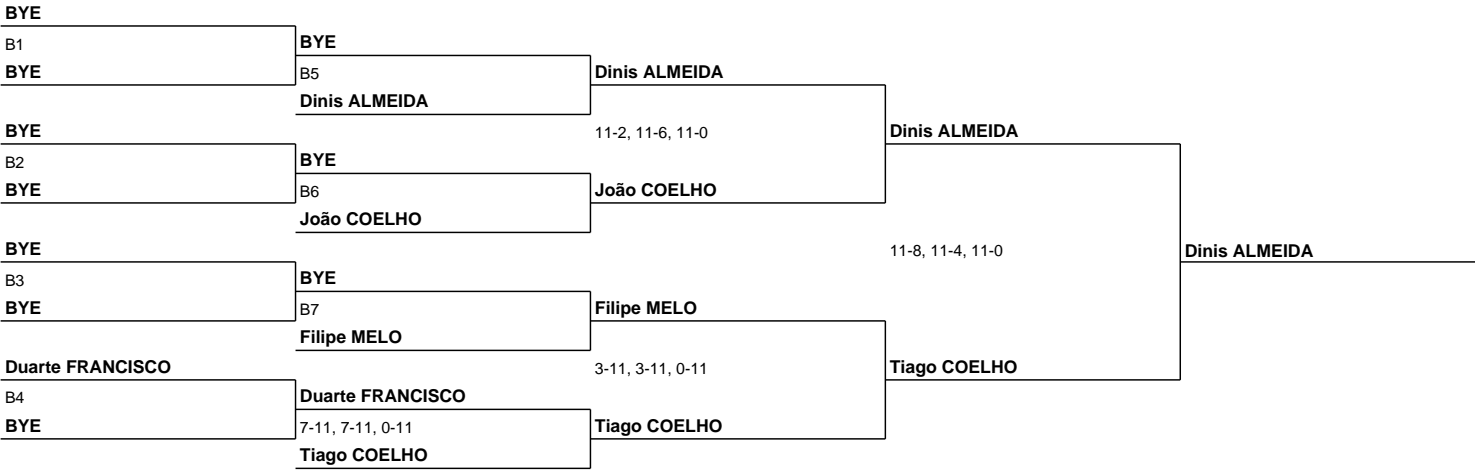 BYE
B1
BYE
BYE
B5
Dinis ALMEIDA
Dinis ALMEIDA
BYE
11-2, 11-6, 11-0
Dinis ALMEIDA
B2
BYE
BYE
B6
João COELHO
João COELHO
BYE
11-8, 11-4, 11-0
Dinis ALMEIDA
B3
BYE
BYE
B7
Filipe MELO
Filipe MELO
Duarte FRANCISCO
3-11, 3-11, 0-11
Tiago COELHO
B4
Duarte FRANCISCO
BYE
7-11, 7-11, 0-11
Tiago COELHO
Tiago COELHO